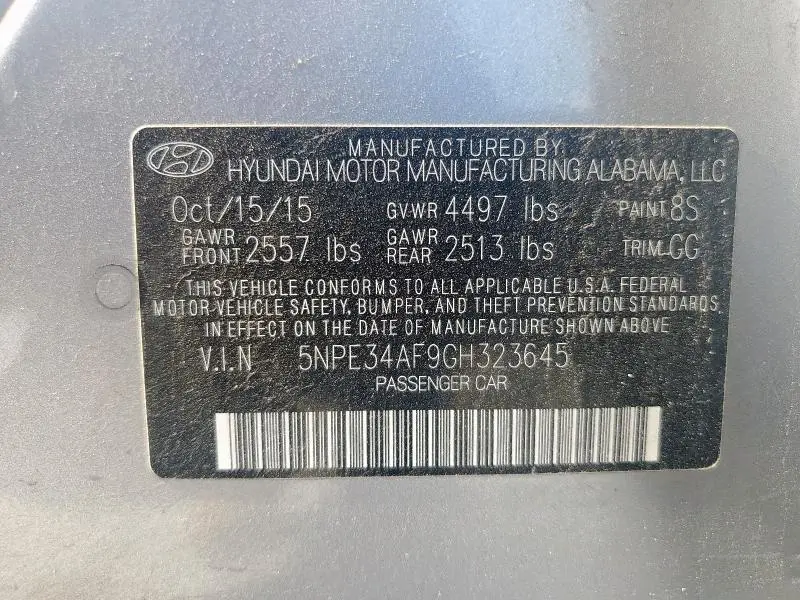 MANUFACTURED BY:
HYUNDAI MOTOR MANUFACTURING ALABAMA, LLC
Oct/15/15 GVWR 4497 lbs PAINT 8S
GAWR FRONT 2557 lbs GAWR REAR 2513 lbs TRIM GG
THIS VEHICLE CONFORMS TO ALL APPLICABLE U.S.A. FEDERAL
MOTOR-VEHICLE SAFETY, BUMPER, AND THEFT PREVENTION STANDARDS
IN EFFECT ON THE DATE OF MANUFACTURE SHOWN ABOVE
V.I.N 5NPE34AF9GH323645
PASSENGER CAR